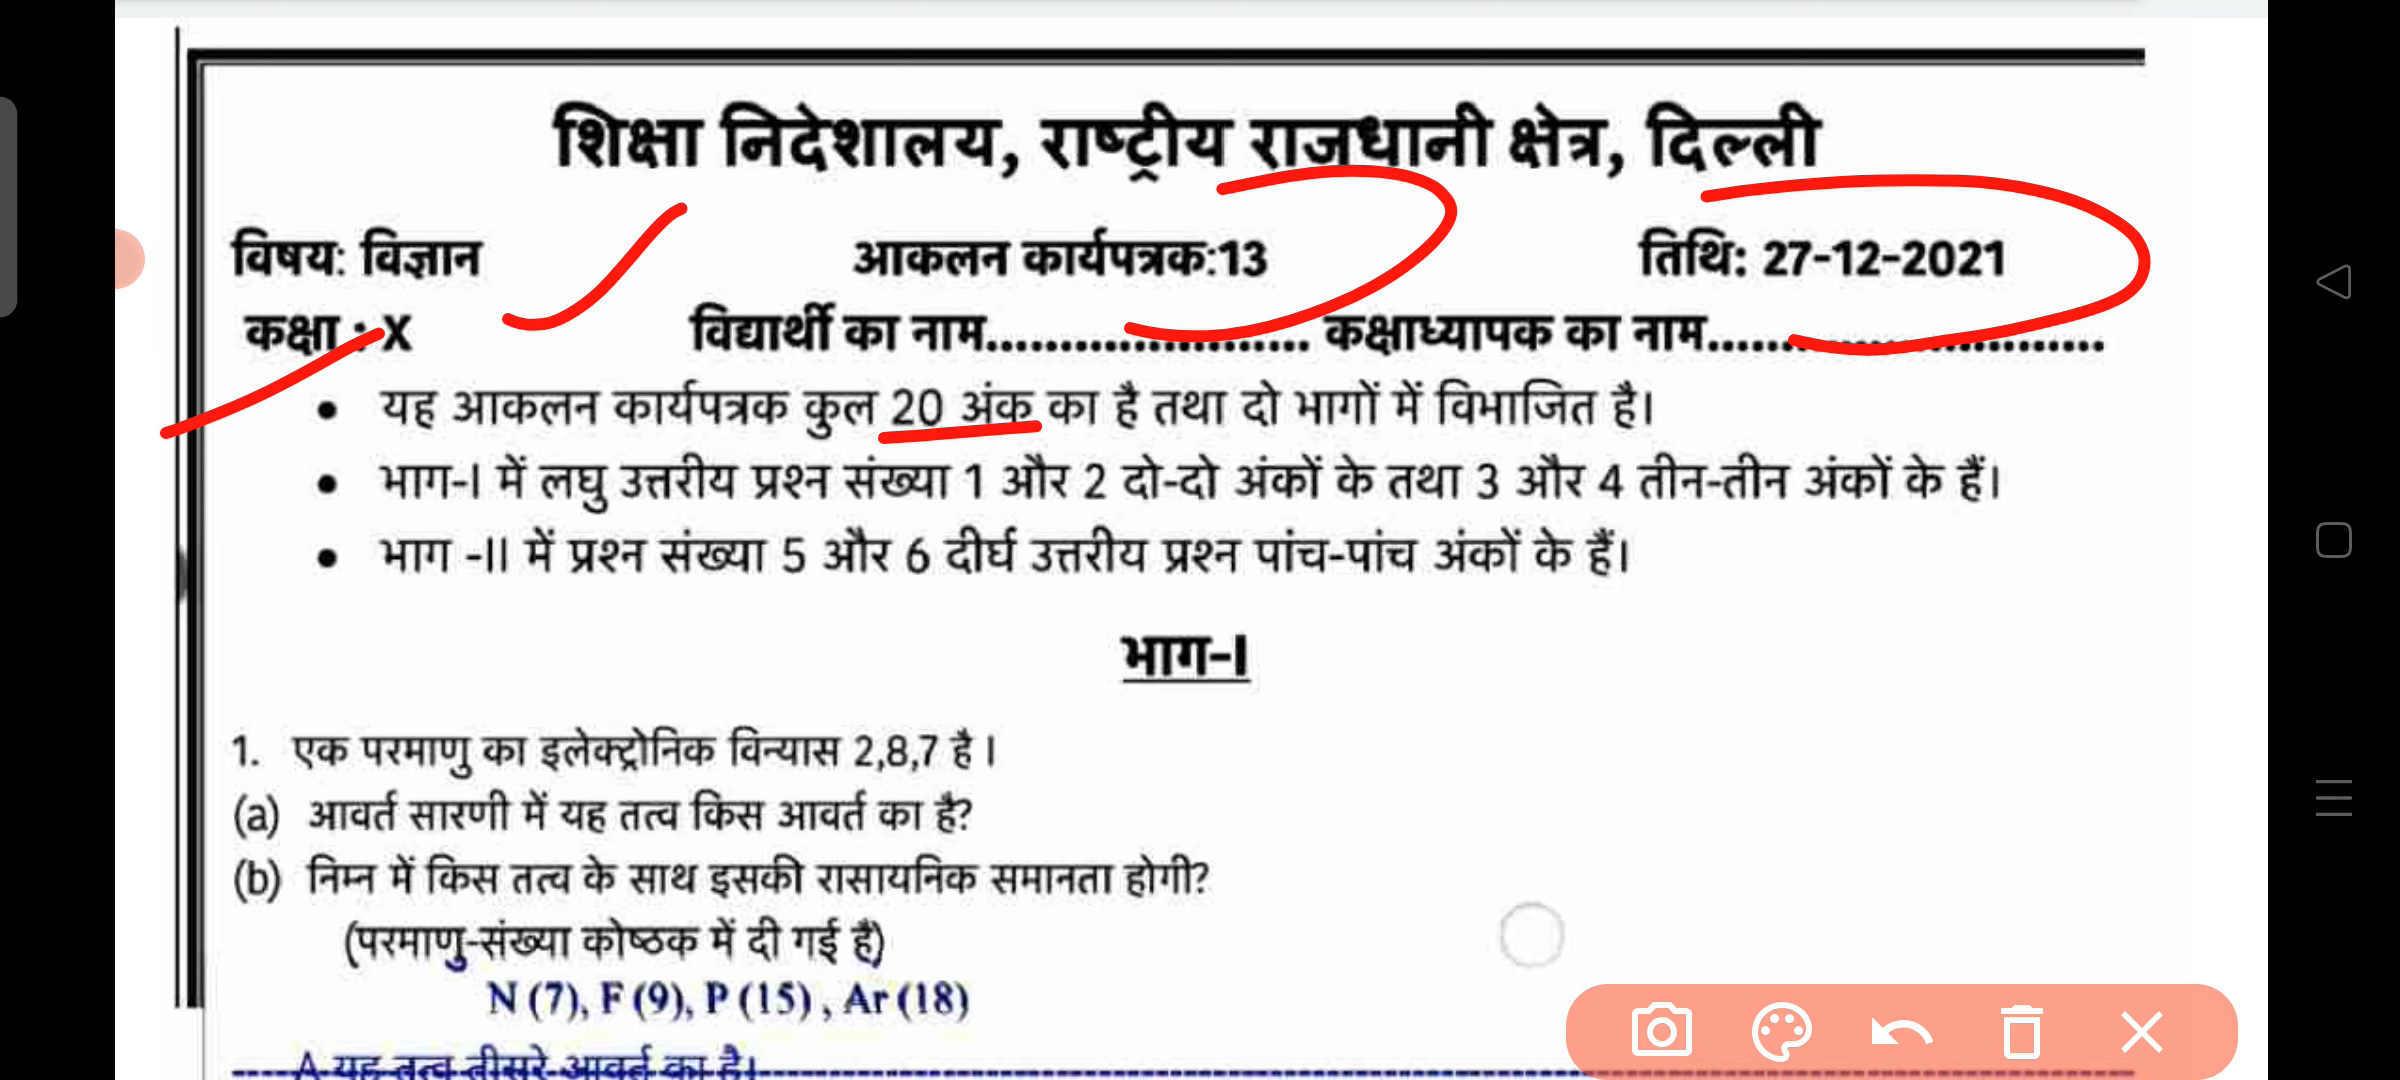 शिक्षा निदेशालय, राष्ट्रीय राजधानी क्षेत्र, दिल्ली
विषय: विज्ञान आकलन कार्यपत्रक:13 तिथि: 27-12-2021
कक्षा : X विद्यार्थी का नाम...................... कक्षाध्यापक का नाम...........................
• यह आकलन कार्यपत्रक कुल 20 अंक का है तथा दो भागों में विभाजित है।
• भाग-I में लघु उत्तरीय प्रश्न संख्या 1 और 2 दो-दो अंकों के तथा 3 और 4 तीन-तीन अंकों के हैं।
• भाग -II में प्रश्न संख्या 5 और 6 दीर्घ उत्तरीय प्रश्न पांच-पांच अंकों के हैं।
भाग-I
1. एक परमाणु का इलेक्ट्रोनिक विन्यास 2,8,7 है ।
(a) आवर्त सारणी में यह तत्व किस आवर्त का है?
(b) निम्न में किस तत्व के साथ इसकी रासायनिक समानता होगी?
(परमाणु-संख्या कोष्ठक में दी गई है)
N (7), F (9), P (15) , Ar (18)
A यह तत्व तीसरे आवर्त का है।